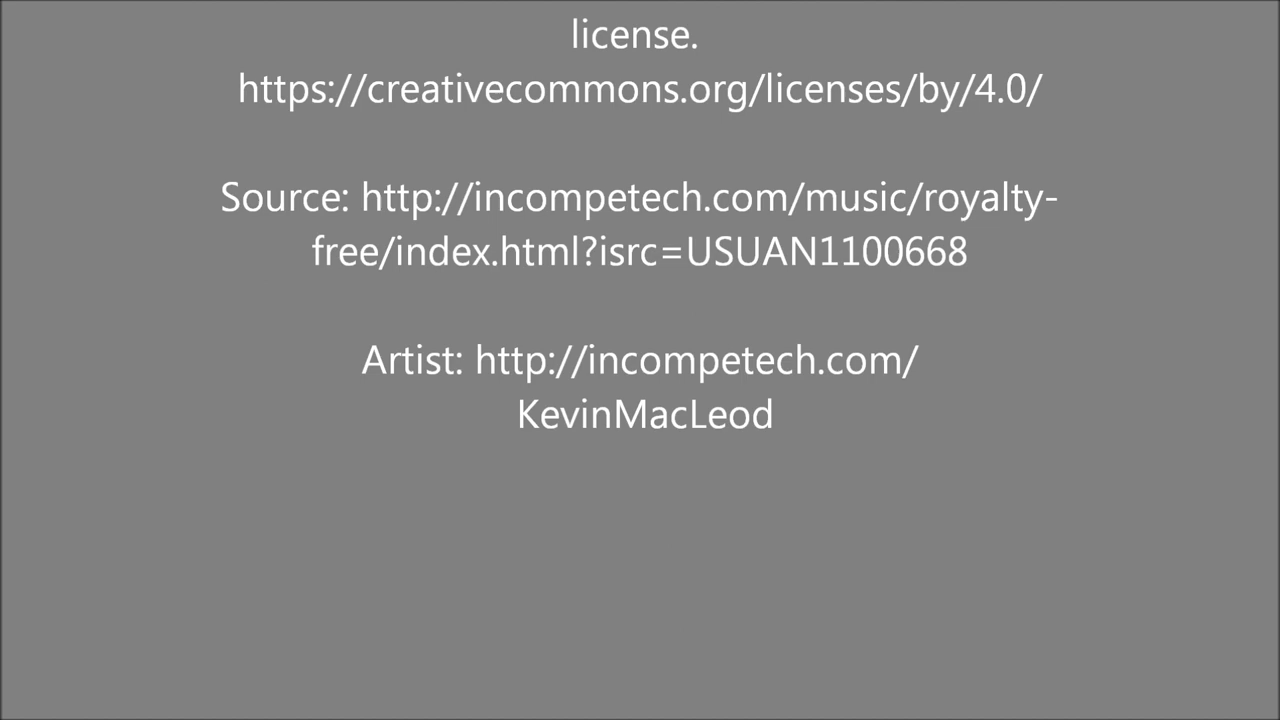 license.
https://creativecommons.org/licenses/by/4.0/
Source: http://incompetech.com/music/royalty-
free/index.html?isrc=USUAN1100668
Artist: http://incompetech.com/
KevinMacLeod